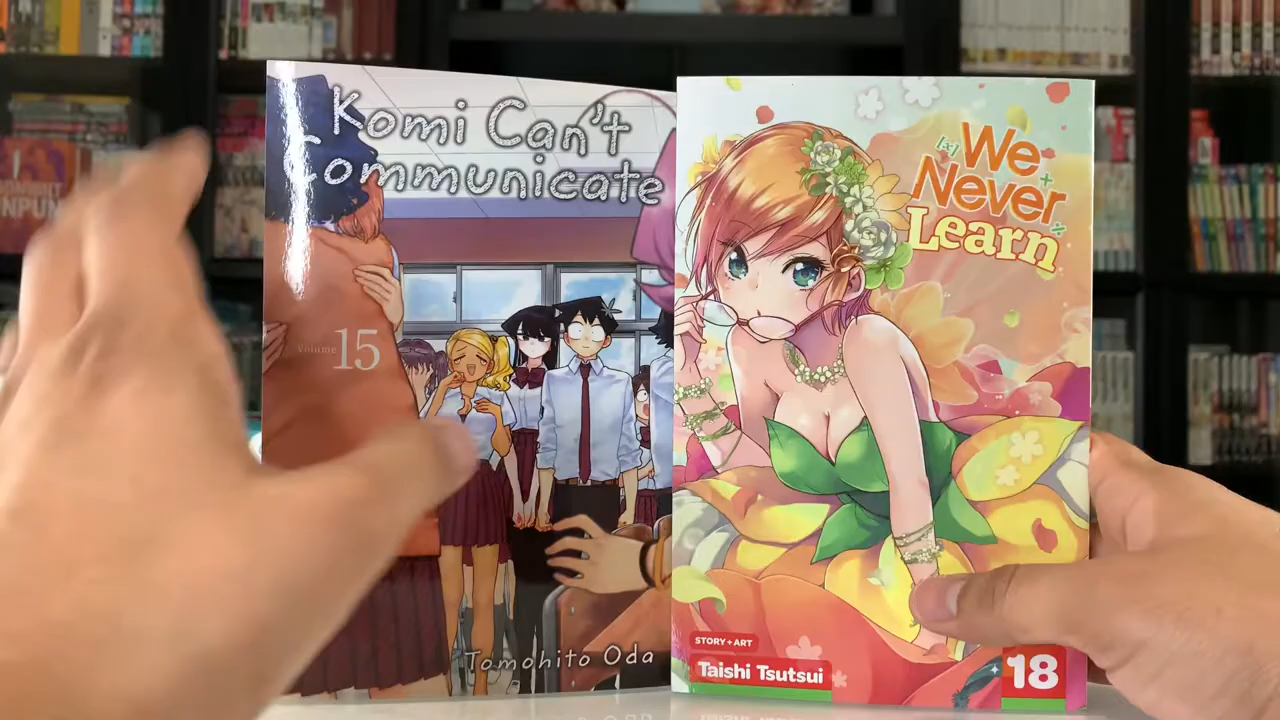 Komi Can't
Communicate
Volume 15
Tomohito Oda
[x]
We
Never
Learn
STORY + ART
Taishi Tsutsui
18